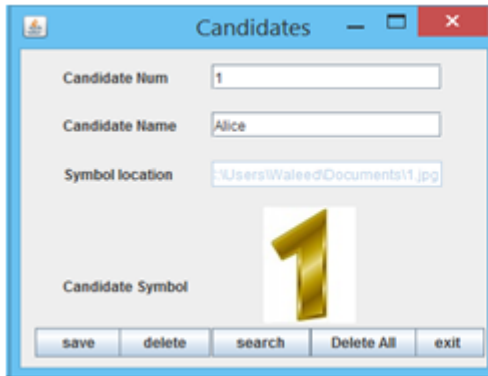 Candidates
Candidate Num 1
Candidate Name Alice
Symbol location :\Users\Waleed\Documents\1.jpg
1
Candidate Symbol
save delete search Delete All exit